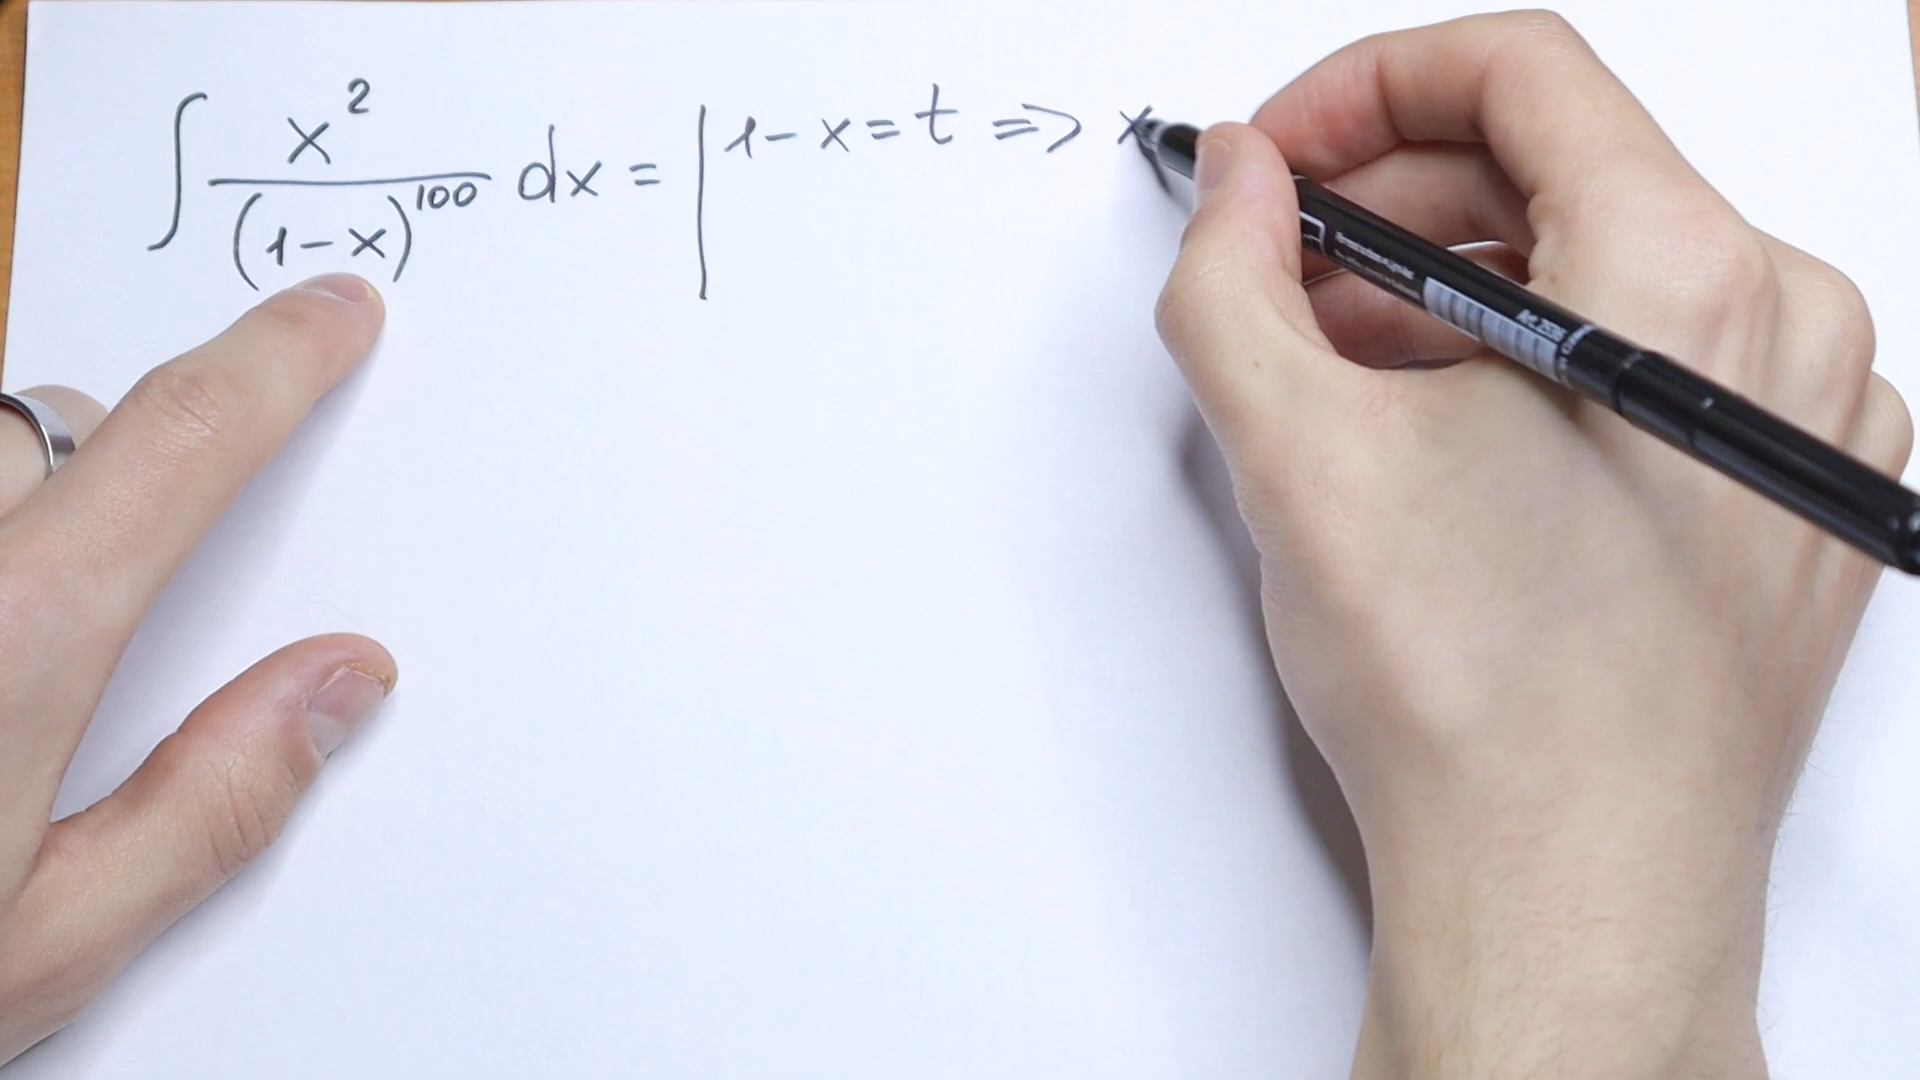 ∫ x² / (1-x)¹⁰⁰ dx = | 1-x = t => x